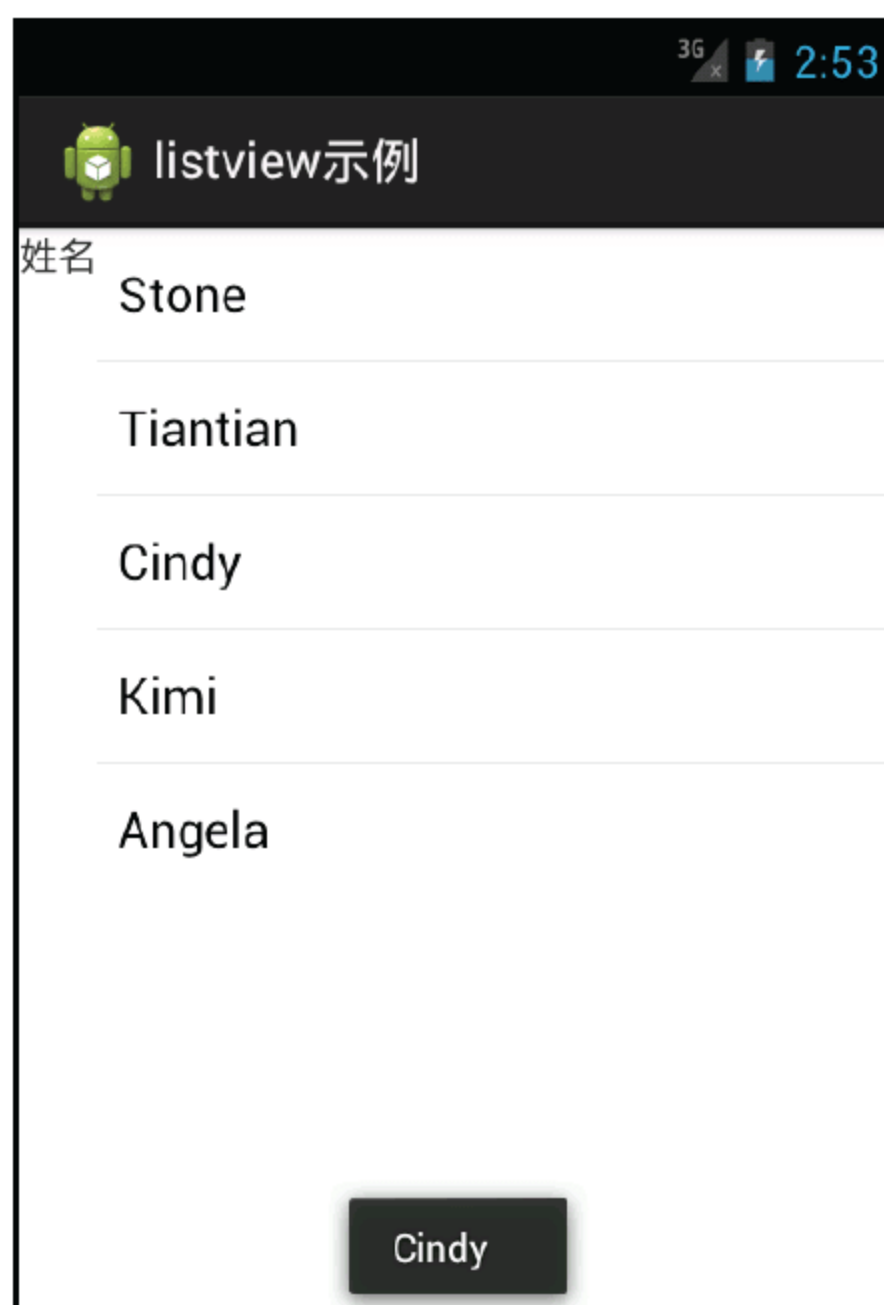 3G 2:53
listview示例
姓名
Stone
Tiantian
Cindy
Kimi
Angela
Cindy